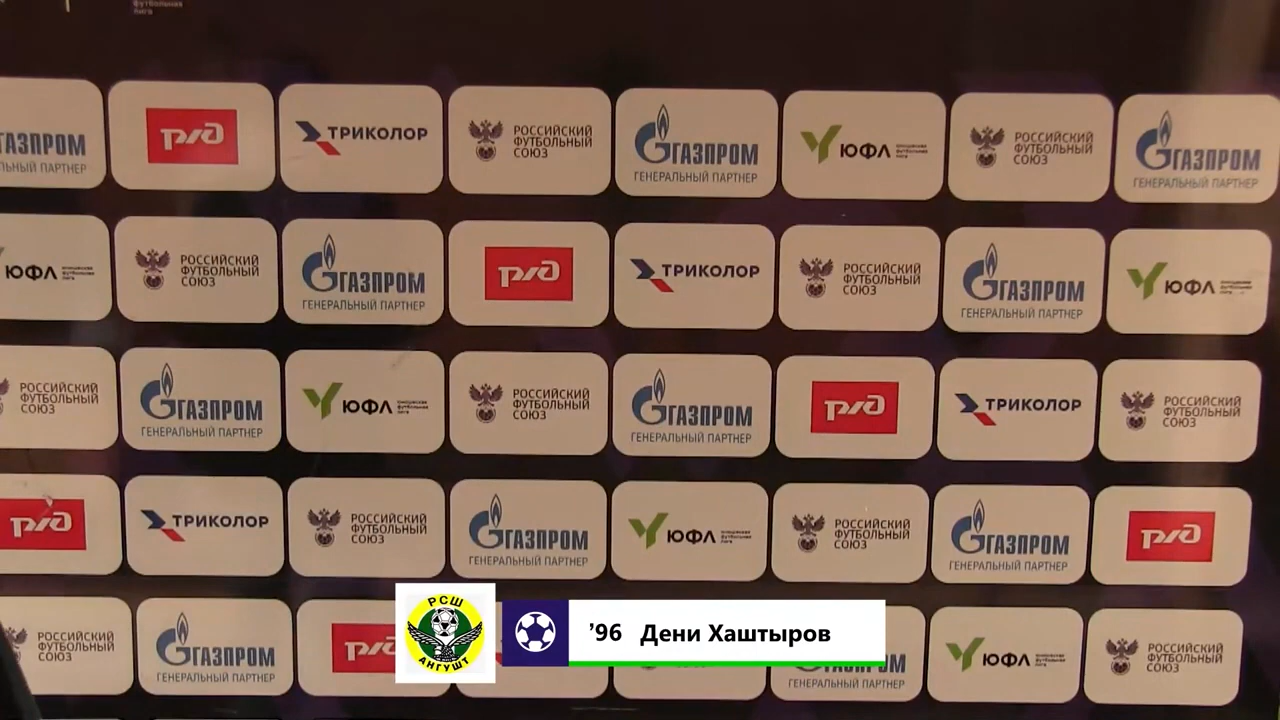 футбольная
лига
ГАЗПРОМ
ГЕНЕРАЛЬНЫЙ ПАРТНЕР
ржд
ТРИКОЛОР
РОССИЙСКИЙ
ФУТБОЛЬНЫЙ
СОЮЗ
ГАЗПРОМ
ГЕНЕРАЛЬНЫЙ ПАРТНЕР
ЮФЛ
РОССИЙСКИЙ
ФУТБОЛЬНЫЙ
СОЮЗ
ГАЗПРОМ
ГЕНЕРАЛЬНЫЙ ПАРТНЕР
ЮФЛ
РОССИЙСКИЙ
ФУТБОЛЬНЫЙ
СОЮЗ
ГАЗПРОМ
ГЕНЕРАЛЬНЫЙ ПАРТНЕР
ржд
ТРИКОЛОР
РОССИЙСКИЙ
ФУТБОЛЬНЫЙ
СОЮЗ
ГАЗПРОМ
ГЕНЕРАЛЬНЫЙ ПАРТНЕР
ЮФЛ
РОССИЙСКИЙ
ФУТБОЛЬНЫЙ
СОЮЗ
ГАЗПРОМ
ГЕНЕРАЛЬНЫЙ ПАРТНЕР
ЮФЛ
РОССИЙСКИЙ
ФУТБОЛЬНЫЙ
СОЮЗ
ГАЗПРОМ
ГЕНЕРАЛЬНЫЙ ПАРТНЕР
ржд
ТРИКОЛОР
РОССИЙСКИЙ
ФУТБОЛЬНЫЙ
СОЮЗ
ржд
ТРИКОЛОР
РОССИЙСКИЙ
ФУТБОЛЬНЫЙ
СОЮЗ
ГАЗПРОМ
ГЕНЕРАЛЬНЫЙ ПАРТНЕР
ЮФЛ
РОССИЙСКИЙ
ФУТБОЛЬНЫЙ
СОЮЗ
ГАЗПРОМ
ГЕНЕРАЛЬНЫЙ ПАРТНЕР
ржд
РОССИЙСКИЙ
ФУТБОЛЬНЫЙ
СОЮЗ
ГАЗПРОМ
ГЕНЕРАЛЬНЫЙ ПАРТНЕР
ржд
РСШ
АНГУШТ
’96 Дени Хаштыров
ГАЗПРОМ
ГЕНЕРАЛЬНЫЙ ПАРТНЕР
ЮФЛ
РОССИЙСКИЙ
ФУТБОЛЬНЫЙ
СОЮЗ